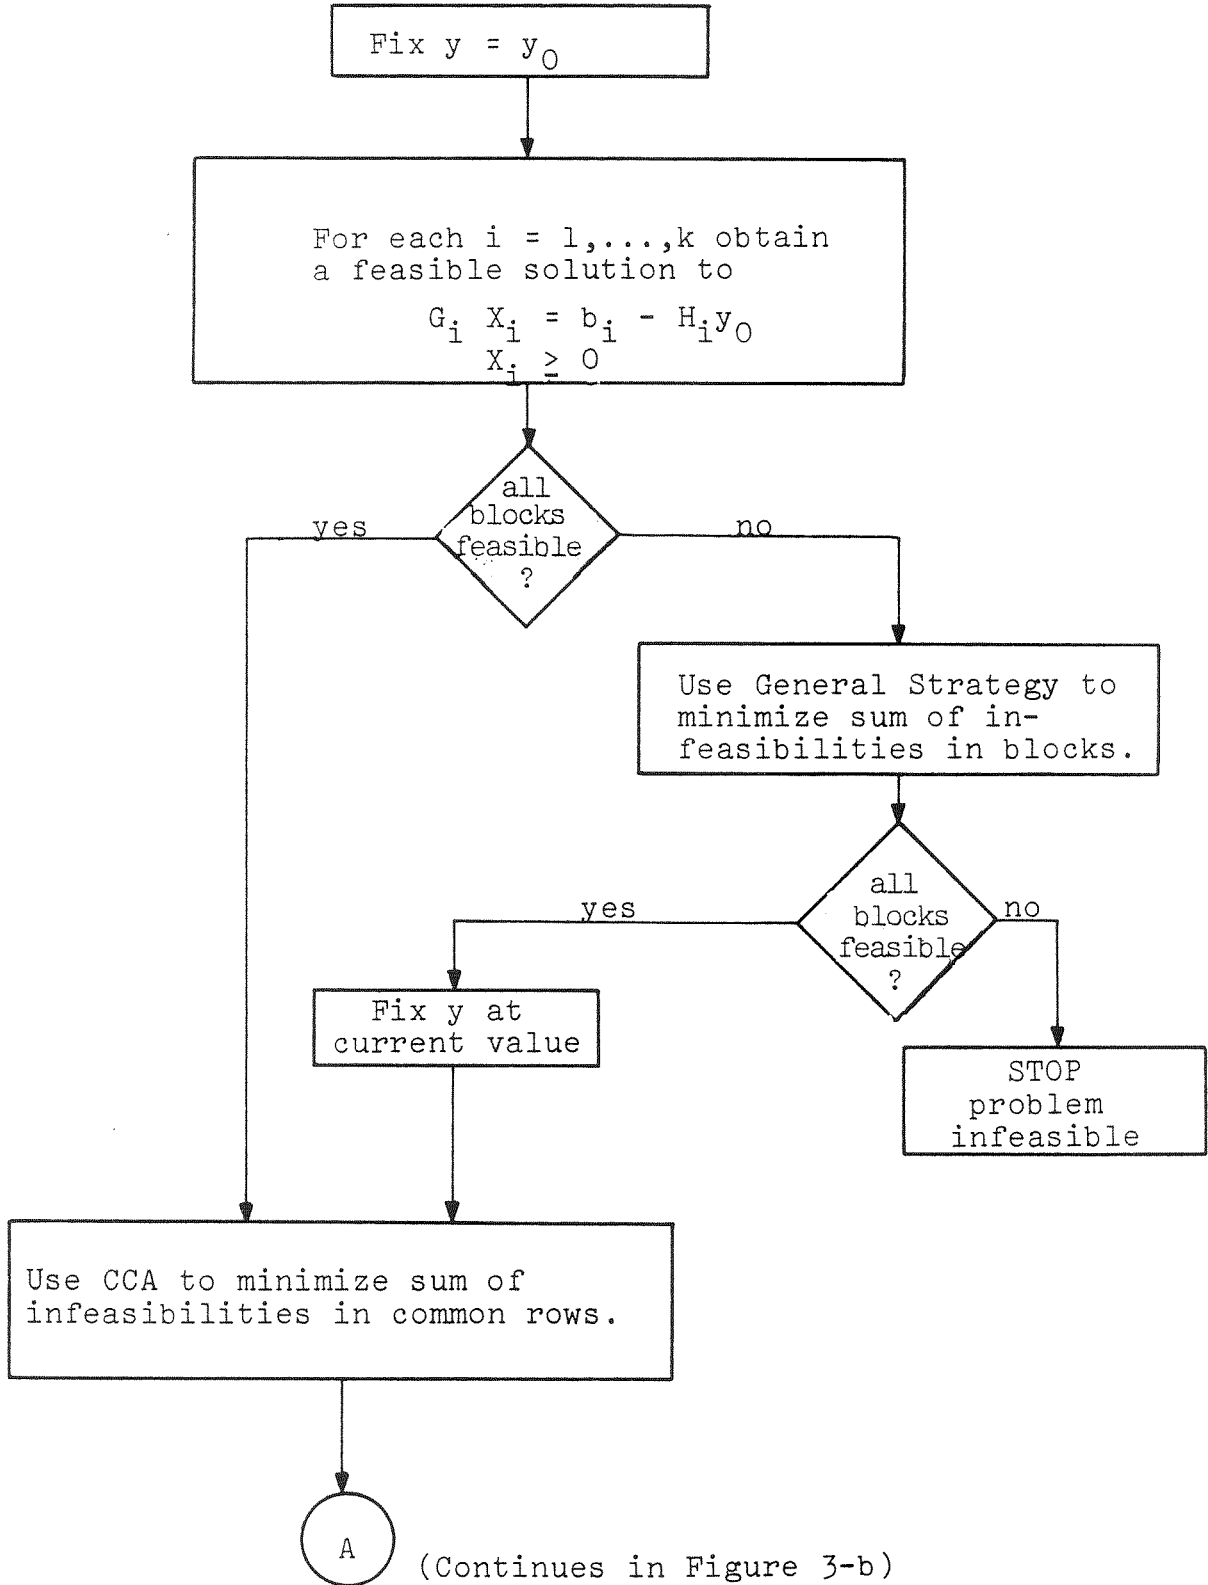 Fix y = y₀
For each i = 1,...,k obtain
a feasible solution to
Gᵢ Xᵢ = bᵢ - Hᵢy₀
Xᵢ ≥ 0
all
blocks
feasible
?
yes
no
Use General Strategy to
minimize sum of in-
feasibilities in blocks.
all
blocks
feasible
?
yes
no
Fix y at
current value
STOP
problem
infeasible
Use CCA to minimize sum of
infeasibilities in common rows.
A
(Continues in Figure 3-b)